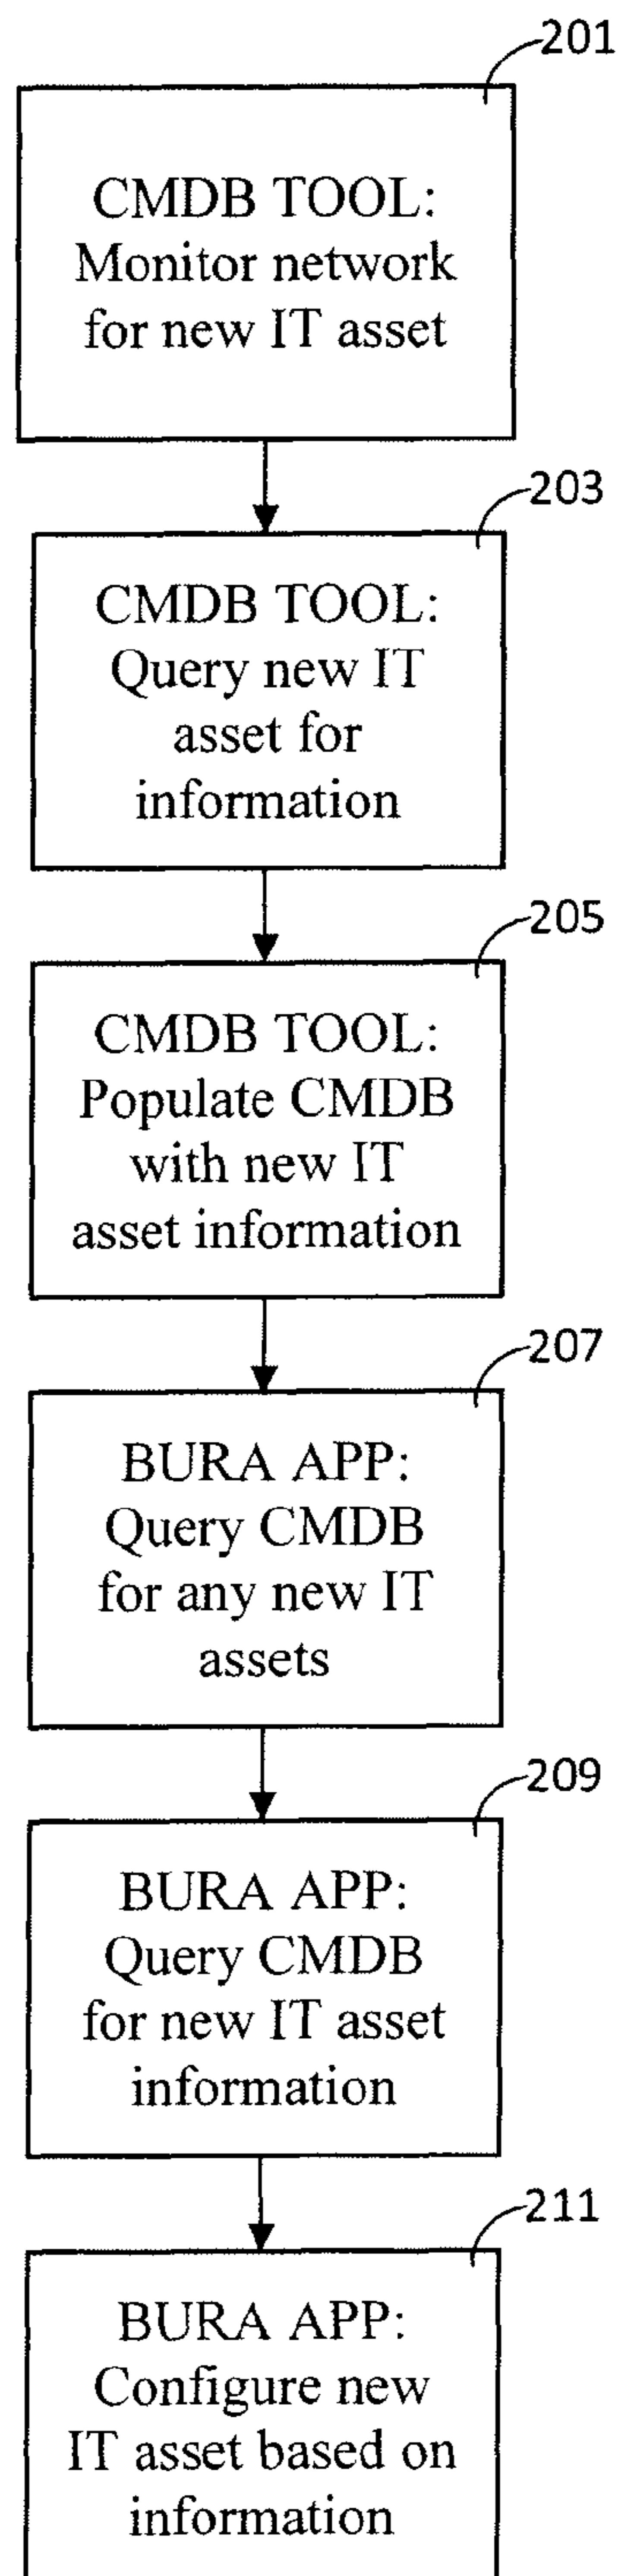 201
CMDB TOOL:
Monitor network
for new IT asset
203
CMDB TOOL:
Query new IT
asset for
information
205
CMDB TOOL:
Populate CMDB
with new IT
asset information
207
BURA APP:
Query CMDB
for any new IT
assets
209
BURA APP:
Query CMDB
for new IT asset
information
211
BURA APP:
Configure new
IT asset based on
information